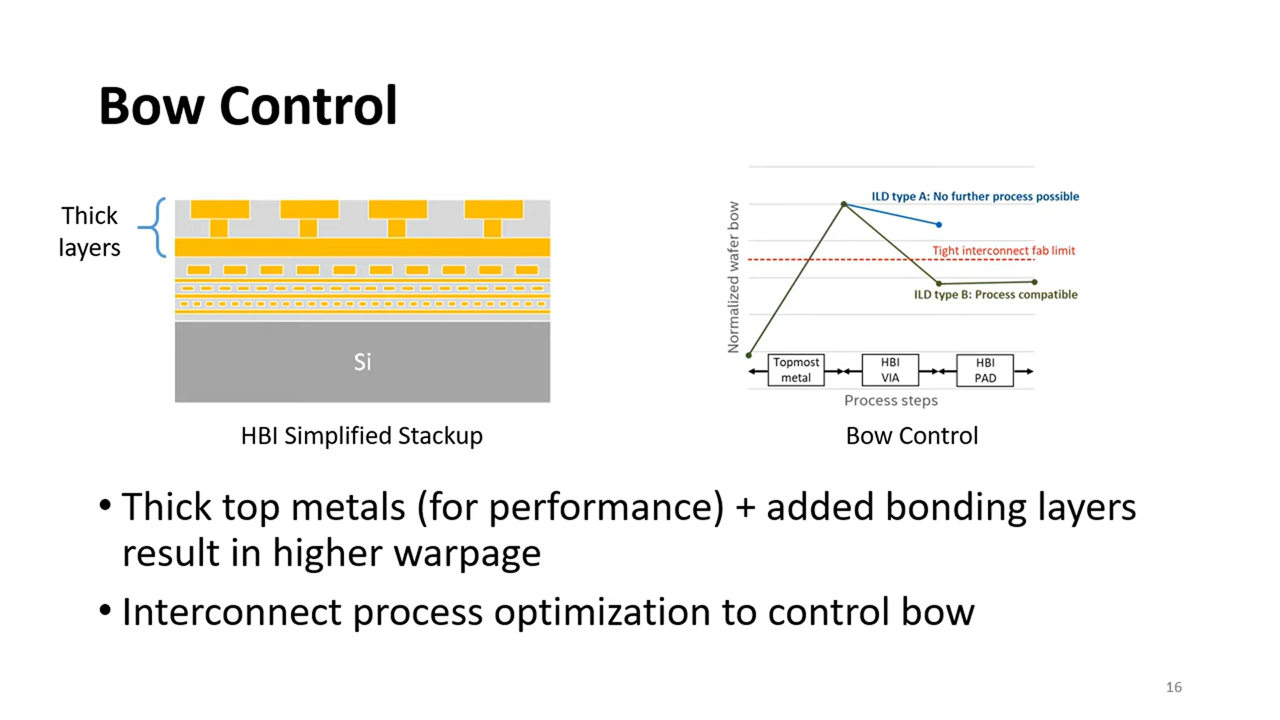 Bow Control
Thick
layers
Si
HBI Simplified Stackup
Normalized wafer bow
ILD type A: No further process possible
Tight interconnect fab limit
ILD type B: Process compatible
Topmost
metal
HBI
VIA
HBI
PAD
Process steps
Bow Control
• Thick top metals (for performance) + added bonding layers
result in higher warpage
• Interconnect process optimization to control bow
16